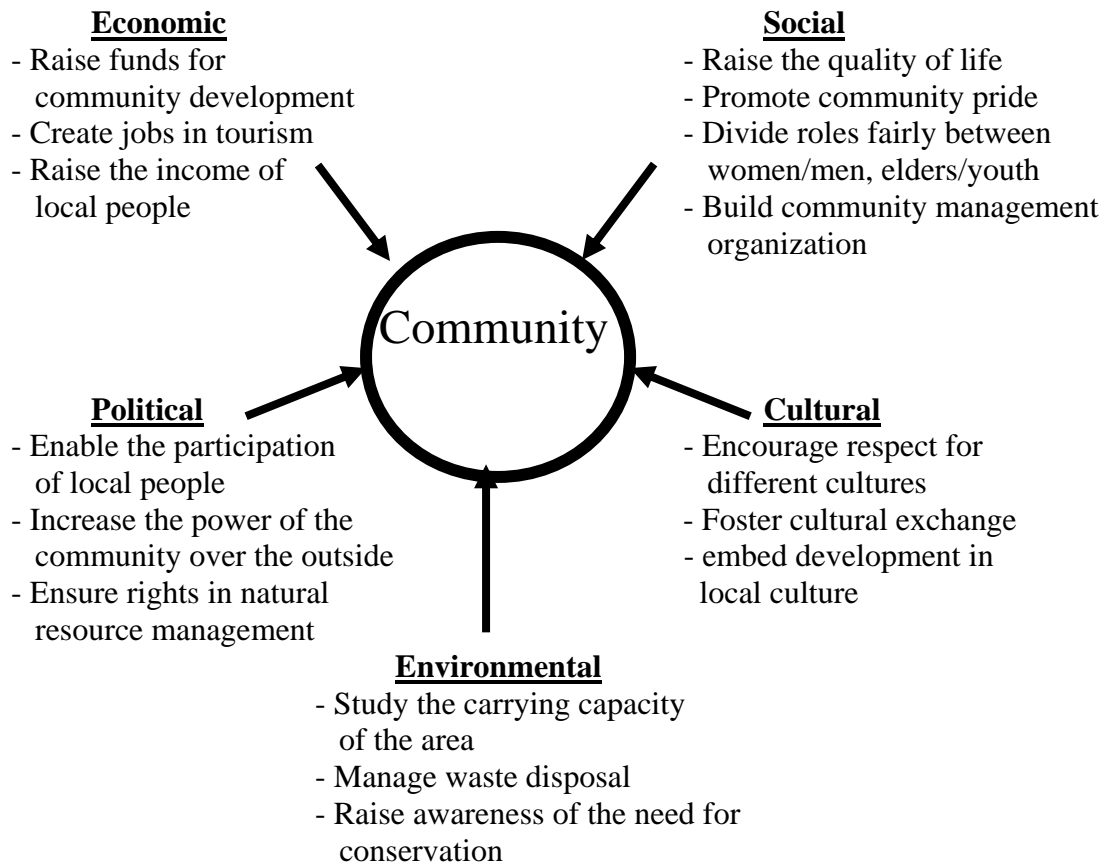 Economic
- Raise funds for
community development
- Create jobs in tourism
- Raise the income of
local people
Social
- Raise the quality of life
- Promote community pride
- Divide roles fairly between
women/men, elders/youth
- Build community management
organization
Community
Political
- Enable the participation
of local people
- Increase the power of the
community over the outside
- Ensure rights in natural
resource management
Cultural
- Encourage respect for
different cultures
- Foster cultural exchange
- embed development in
local culture
Environmental
- Study the carrying capacity
of the area
- Manage waste disposal
- Raise awareness of the need for
conservation